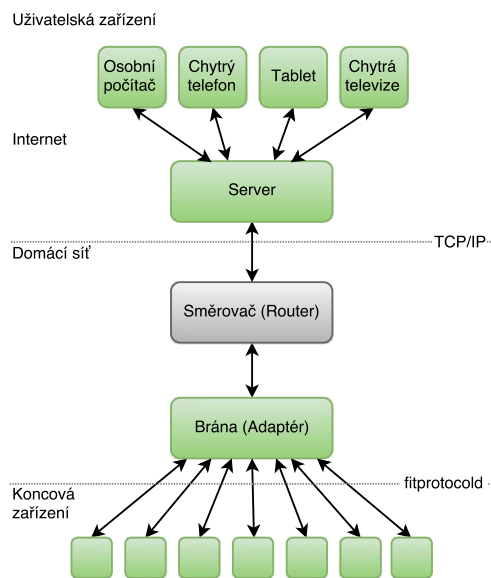 Uživatelská zařízení
Osobní
počítač
Chytrý
telefon
Tablet
Chytrá
televize
Internet
Server
TCP/IP
Domácí síť
Směrovač (Router)
Brána (Adaptér)
fitprotocold
Koncová
zařízení